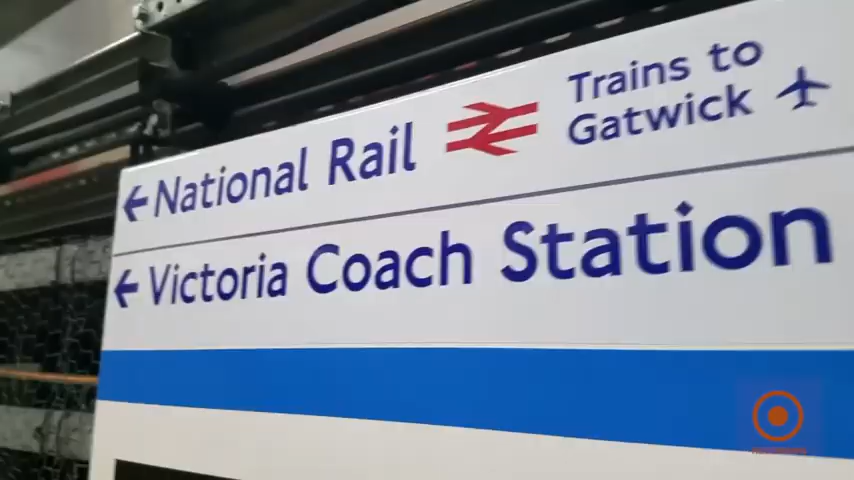 ← National Rail
Trains to
Gatwick
← Victoria Coach Station